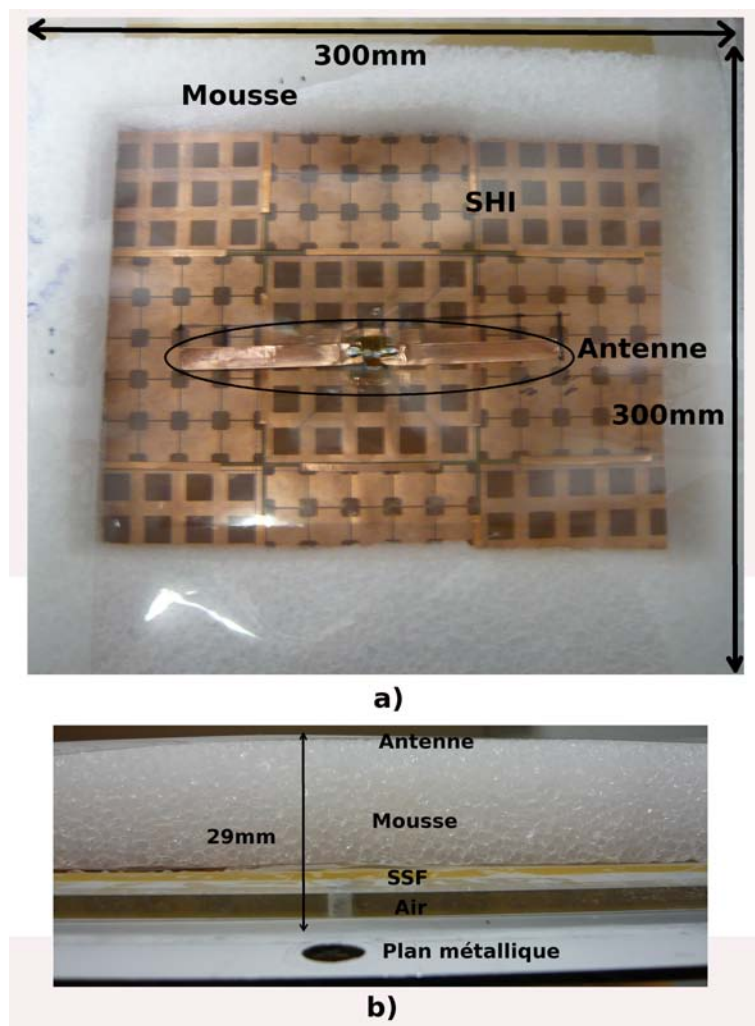 300mm
Mousse
SHI
Antenne
300mm
a)
Antenne
Mousse
29mm
SSF
Air
Plan métallique
b)